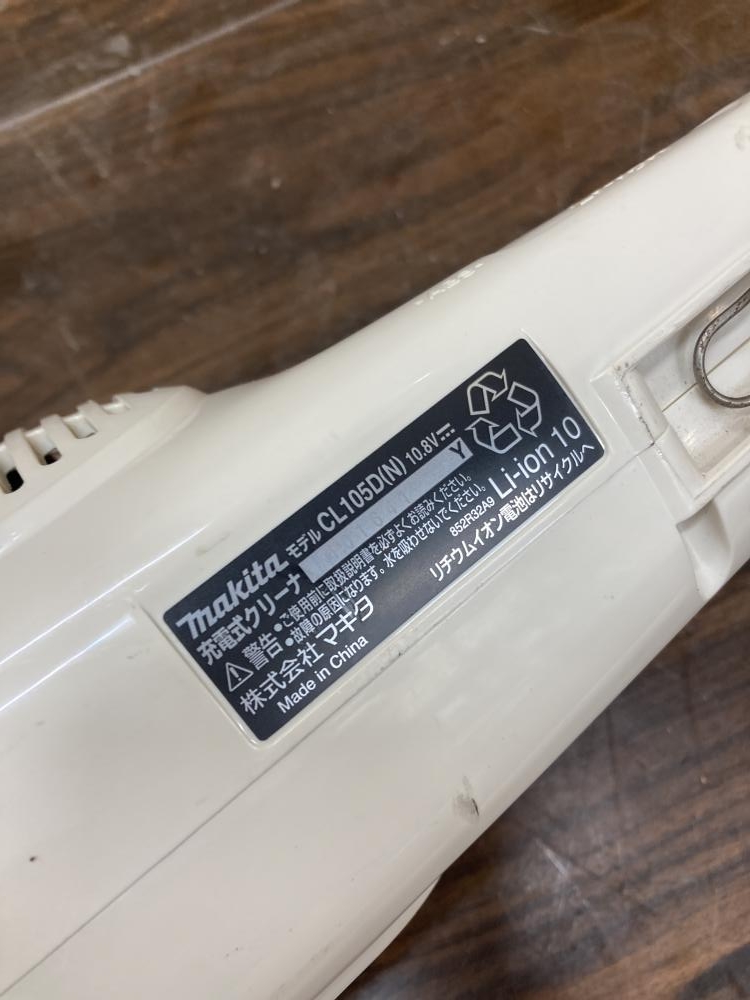 makita モデル CL105D(N) 10.8V
充電式クリーナ Y
警告 •ご使用前に取扱説明書を必ずよくお読みください。
•故障の原因になります。水を吸わせないでください。
株式会社 マキタ 852R32A9 Li-ion 10
Made in China リチウムイオン電池はリサイクルへ